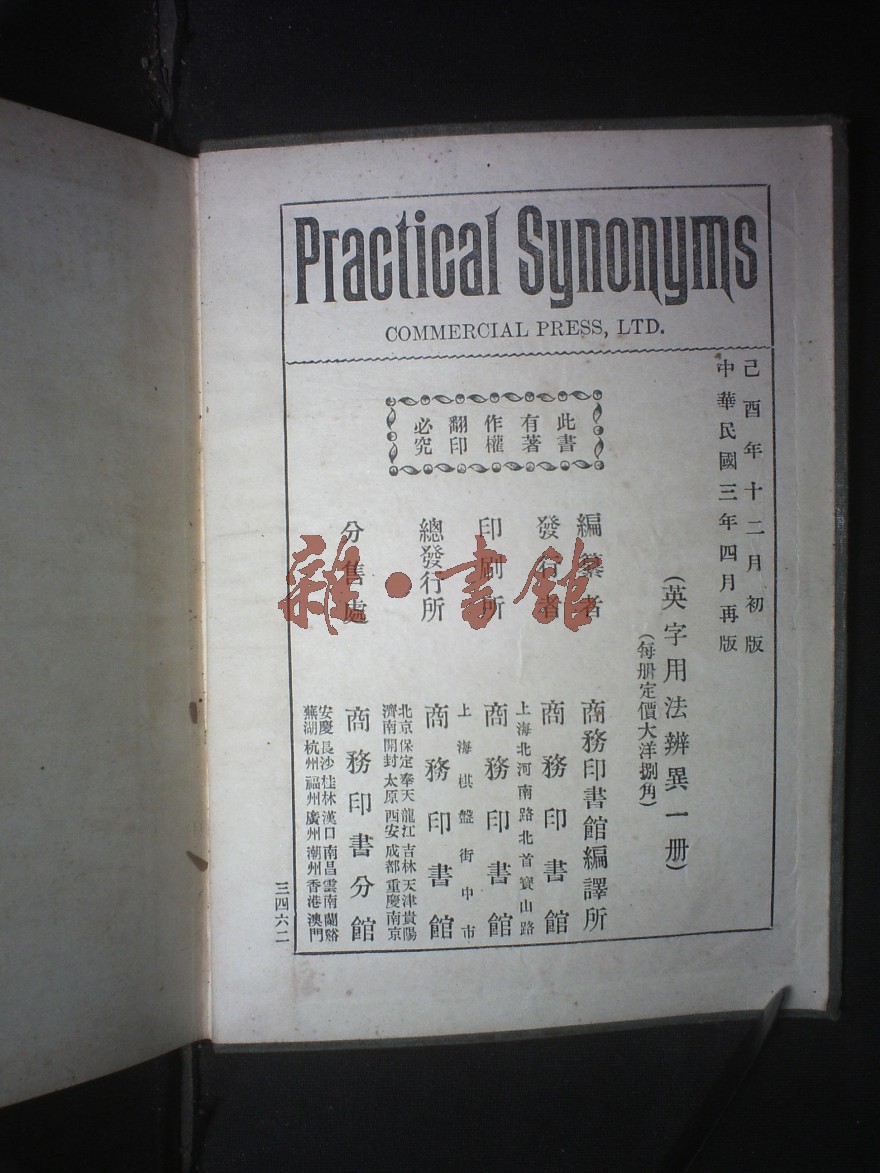 Practical Synonyms
COMMERCIAL PRESS, LTD.
己酉年十二月初版
中華民國三年四月再版
(英字用法辨異一册)
(每册定價大洋捌角)
此書
有著
作權
翻印
必究
編纂者
商務印書館編譯所
發行者
商務印書館
上海北河南路北首寶山路
印刷所
商務印書館
上海棋盤街中市
總發行所
商務印書館
北京保定奉天龍江吉林天津貴陽
濟南開封太原西安成都重慶南京
分售處
商務印書分館
安慶長沙桂林漢口南昌雲南蘭谿
蕪湖杭州福州廣州潮州香港澳門
三四六二
雜·書館